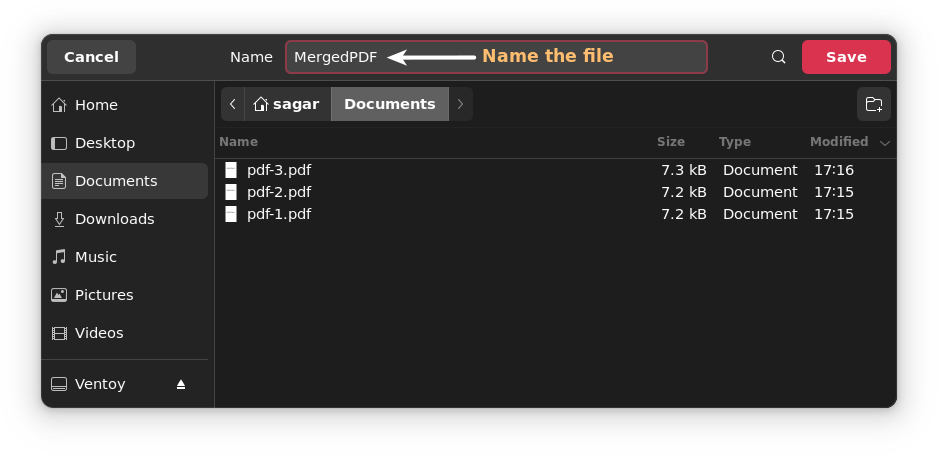 Cancel Name MergedPDF Name the file Save
Home
Desktop
Documents
Downloads
Music
Pictures
Videos
Ventoy
sagar Documents
Name Size Type Modified
pdf-3.pdf 7.3 kB Document 17:16
pdf-2.pdf 7.2 kB Document 17:15
pdf-1.pdf 7.2 kB Document 17:15